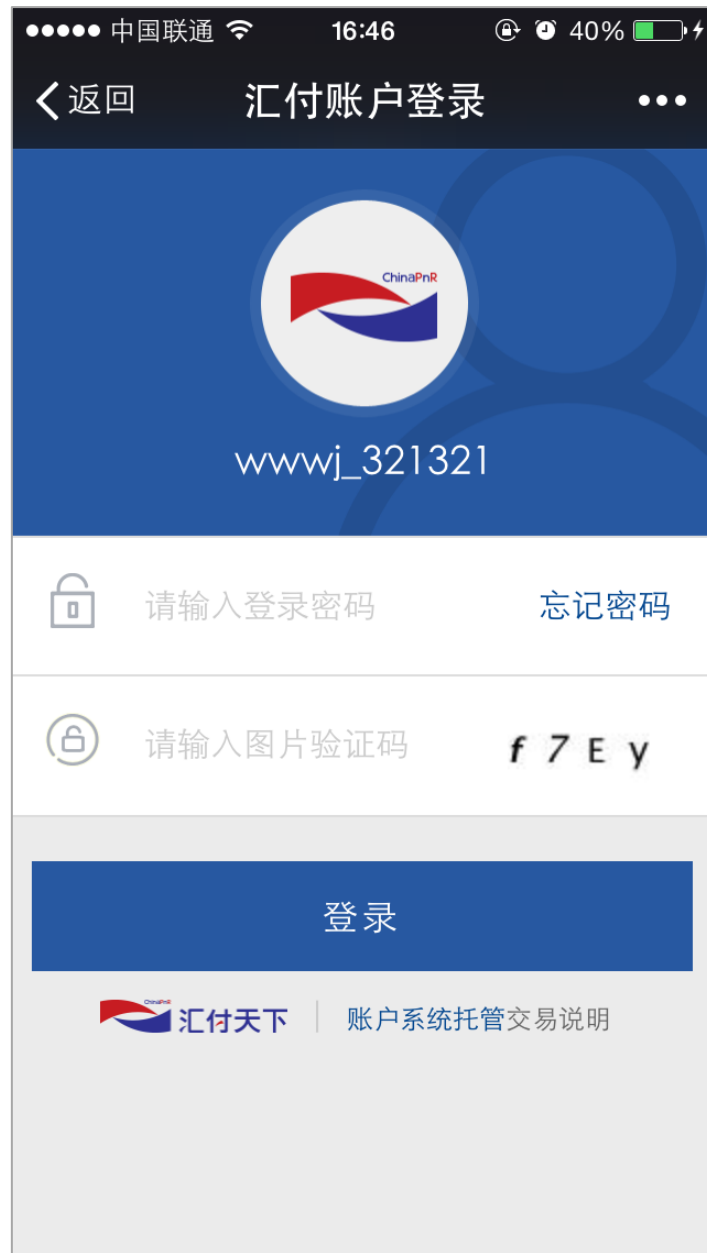 中国联通 16:46 40%
返回 汇付账户登录
ChinaPnR
wwwj_321321
请输入登录密码 忘记密码
请输入图片验证码 f 7 E y
登录
ChinaPnR 汇付天下 账户系统托管交易说明